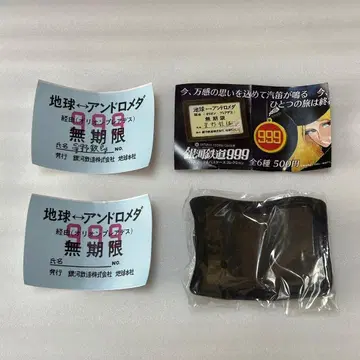 地球↔アンドロメダ
999
無期限
氏名 星野鉄郎 NO.
発行 銀河鉄道株式会社 地球本社
今、万感の思いを込めて汽笛が鳴る
今
ひとつの旅は終
地球↔アンドロメダ
無期限
999
銀河鉄道999
全6種 500円
地球↔アンドロメダ
999
無期限
氏名 NO.
発行 銀河鉄道株式会社 地球本社